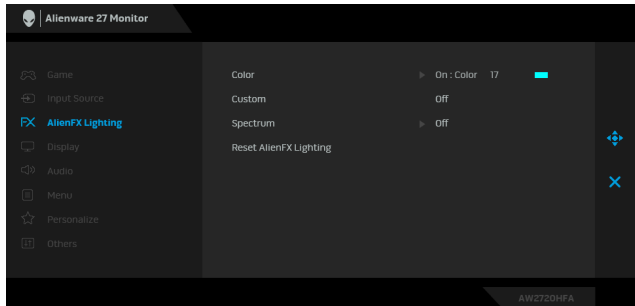 Alienware 27 Monitor
Game
Input Source
FX AlienFX Lighting
Display
Audio
Menu
Personalize
Others
Color On : Color 17
Custom Off
Spectrum Off
Reset AlienFX Lighting
AW2720HFA